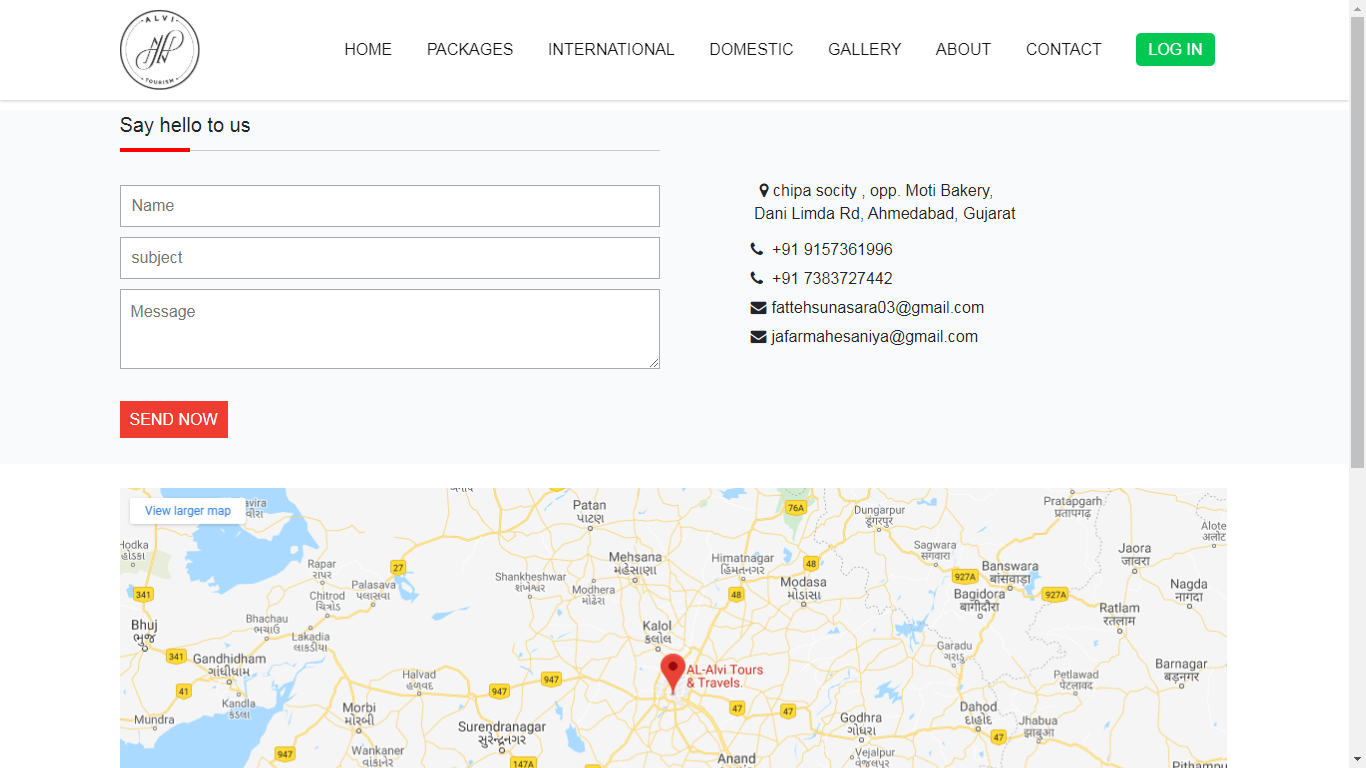 ALVI
TOURISM
HOME PACKAGES INTERNATIONAL DOMESTIC GALLERY ABOUT CONTACT LOG IN
Say hello to us
Name
subject
Message
SEND NOW
chipa socity , opp. Moti Bakery,
Dani Limda Rd, Ahmedabad, Gujarat
+91 9157361996
+91 7383727442
fattehsunasara03@gmail.com
jafarmahesaniya@gmail.com
View larger map
Patan
પાટણ
76A
Dungarpur
डूंगरपुर
Pratapgarh
प्रतापगढ़
Alote
अलोट
Hodka
હોડકા
Rapar
રાપર
27
Mehsana
મહેસાણા
Himatnagar
હિંમતનગર
48
Sagwara
सागवारा
Jaora
जावरा
Palasava
પલાસવા
Shankheshwar
શંખેશ્વર
Modhera
મોઢેરા
Modasa
મોડાસા
48
927A
Banswara
बांसवाड़ा
Nagda
नागदा
341
Chitrod
ચિત્રોડ
Bagidora
बागीदौरा
927A
Ratlam
रतलाम
Bhuj
ભુજ
Bhachau
ભચાઉ
Lakadia
લાકડીયા
Kalol
કલોલ
341
Gandhidham
ગાંધીધામ
Garadu
ગરાડુ
Barnagar
बड़नगर
41
Kandla
કંડલા
Halvad
હળવદ
947
947
AL-Alvi Tours
& Travels.
Petlawad
पेटलावद
Mundra
મુન્દ્રા
Morbi
મોરબી
Surendranagar
સુરેન્દ્રનગર
47
47
Godhra
ગોધરા
Dahod
દાહોદ
Jhabua
झाबुआ
947
Wankaner
વાંકાનેર
147A
Anand
Vejalpur
વેજલપુર
47
Pithampur